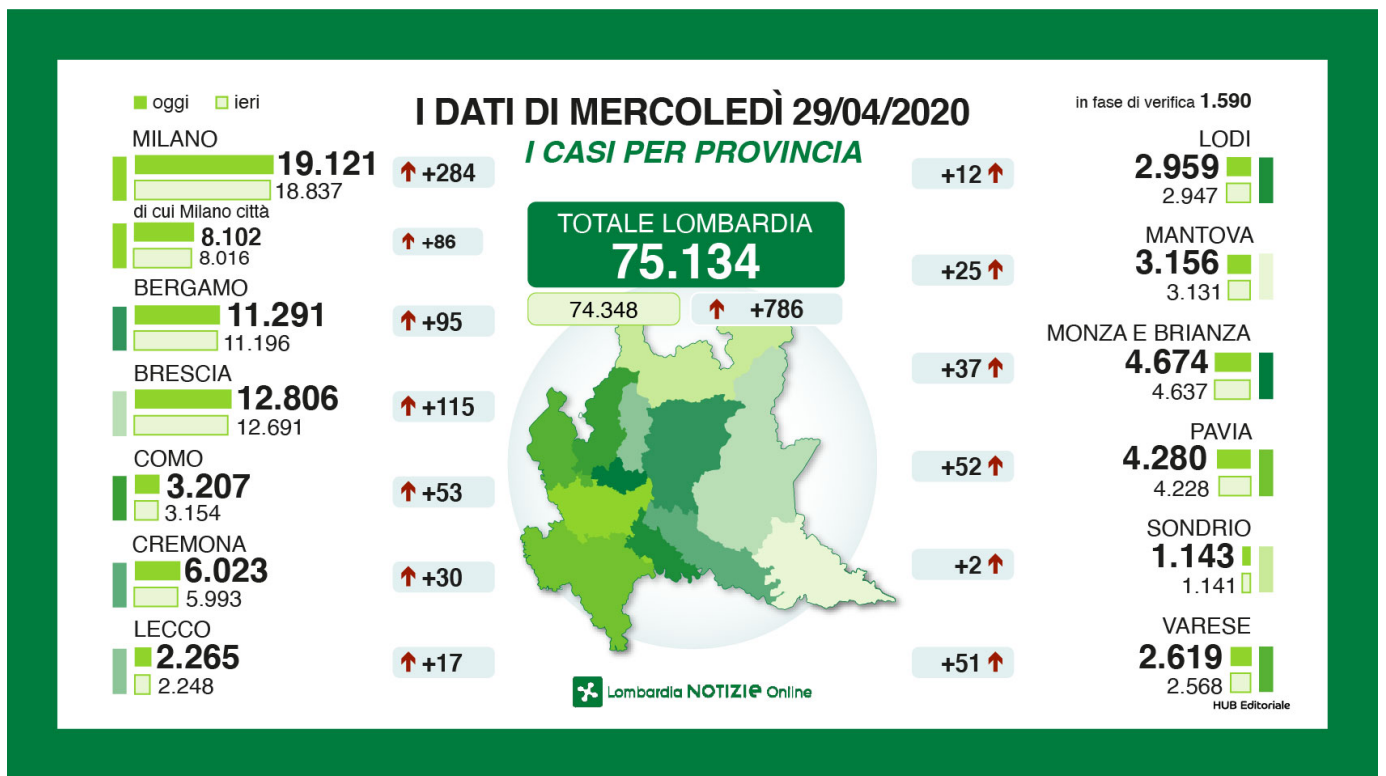 oggi ieri
I DATI DI MERCOLEDÌ 29/04/2020
I CASI PER PROVINCIA
in fase di verifica 1.590
MILANO
19.121
18.837
+284
di cui Milano città
8.102
8.016
+86
BERGAMO
11.291
11.196
+95
BRESCIA
12.806
12.691
+115
COMO
3.207
3.154
+53
CREMONA
6.023
5.993
+30
LECCO
2.265
2.248
+17
TOTALE LOMBARDIA
75.134
74.348
+786
LODI
+12
2.959
2.947
MANTOVA
+25
3.156
3.131
MONZA E BRIANZA
+37
4.674
4.637
PAVIA
+52
4.280
4.228
SONDRIO
+2
1.143
1.141
VARESE
+51
2.619
2.568
Lombardia NOTIZIe Online
HUB Editoriale